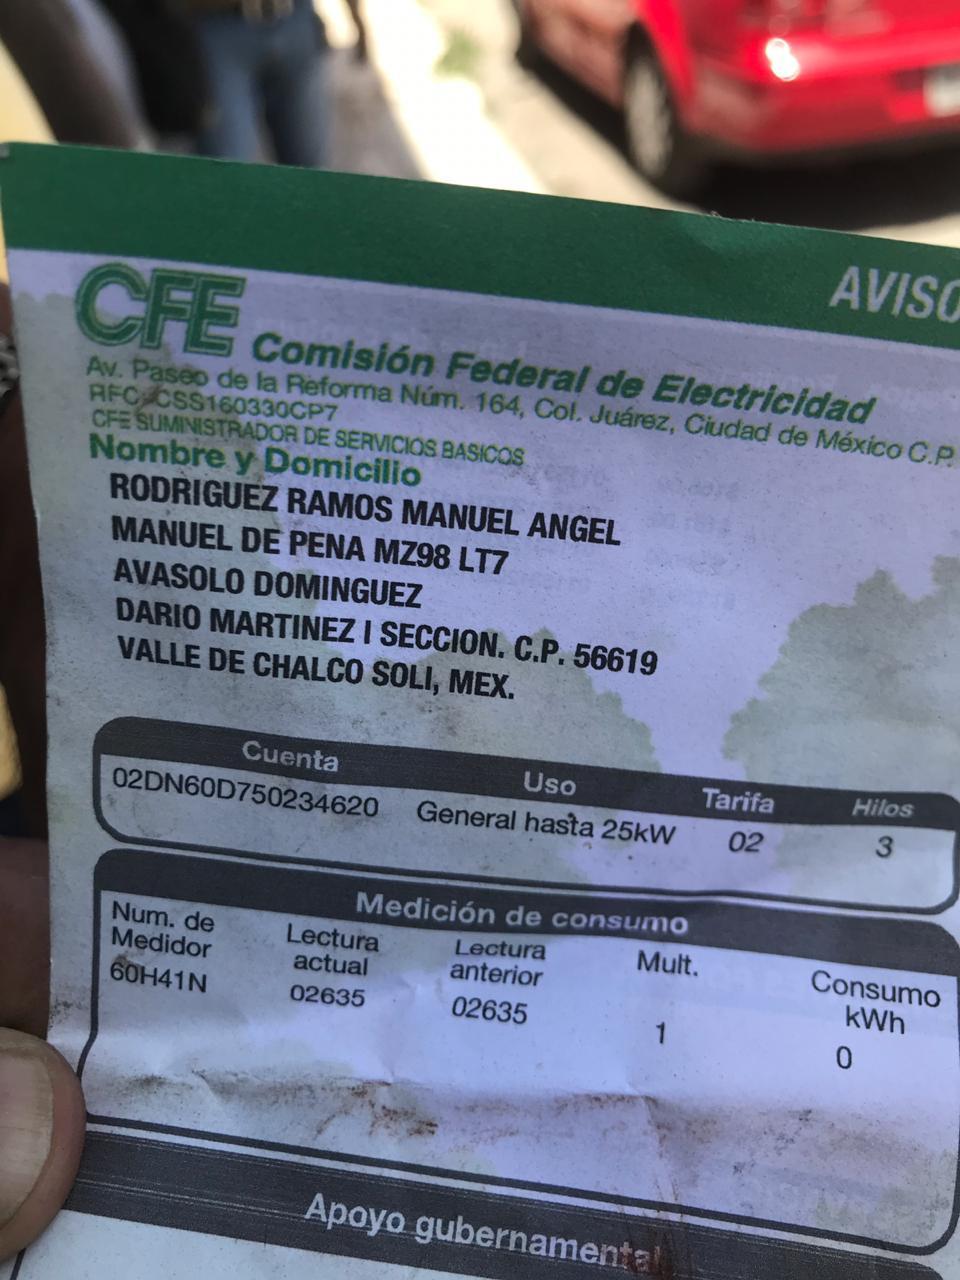 AVISO
CFE
Comisión Federal de Electricidad
Av. Paseo de la Reforma Núm. 164, Col. Juárez, Ciudad de México C.P.
RFC CSS160330CP7
CFE SUMINISTRADOR DE SERVICIOS BASICOS
Nombre y Domicilio
RODRIGUEZ RAMOS MANUEL ANGEL
MANUEL DE PENA MZ98 LT7
AVASOLO DOMINGUEZ
DARIO MARTINEZ I SECCION. C.P. 56619
VALLE DE CHALCO SOLI, MEX.
Cuenta Uso Tarifa Hilos
02DN60D750234620 General hasta 25kW 02 3
Medición de consumo
Num. de Medidor Lectura actual Lectura anterior Mult. Consumo kWh
60H41N 02635 02635 1 0
Apoyo gubernamental